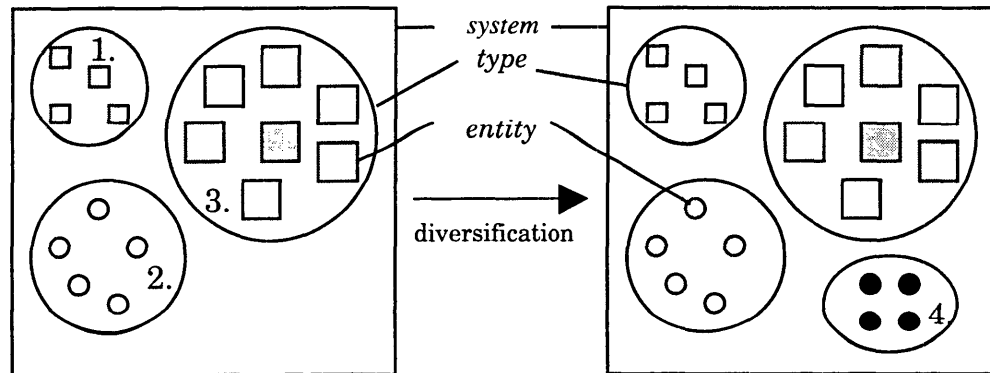 system
1.
type
entity
3.
diversification
2.
4.